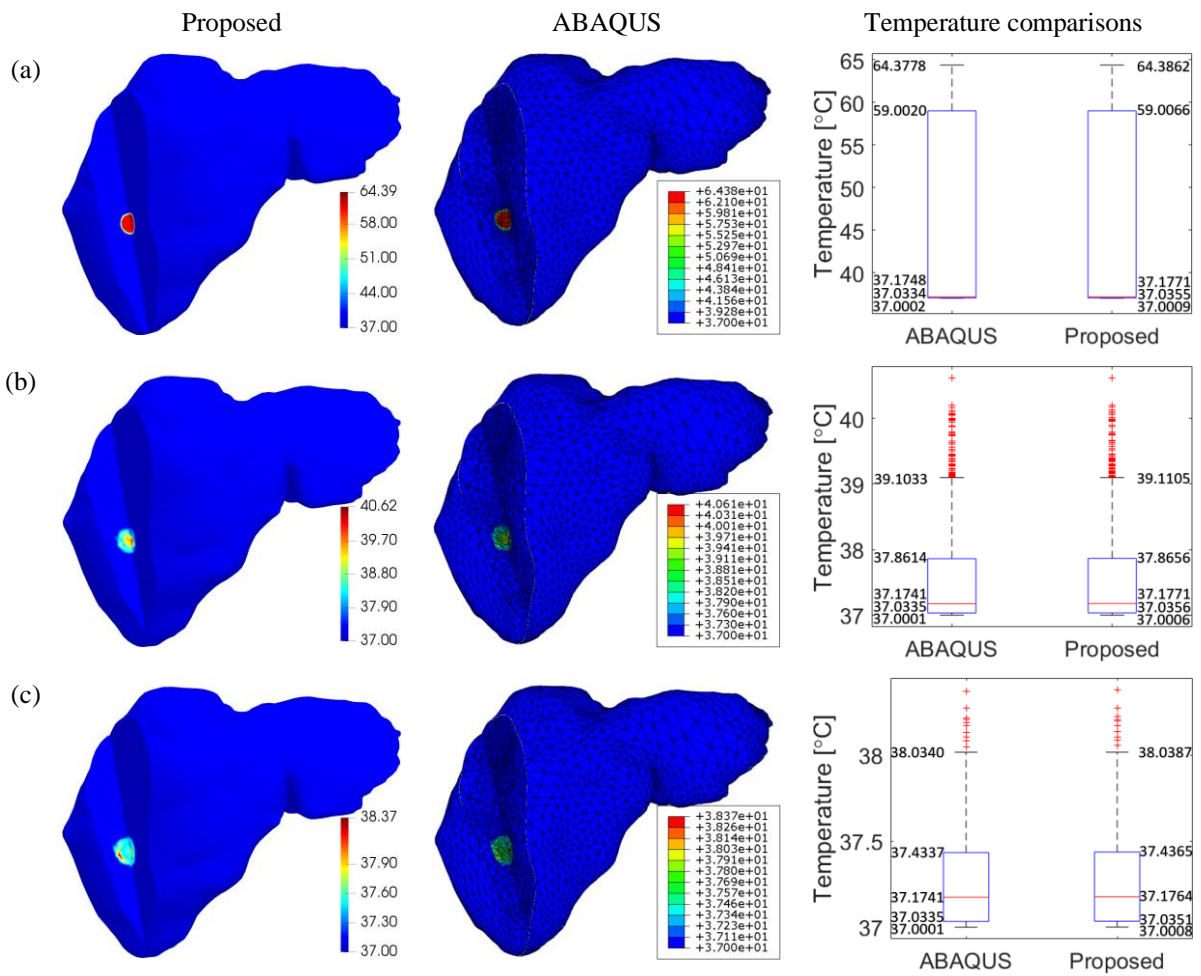 Proposed
ABAQUS
Temperature comparisons
(a)
64.39
58.00
51.00
44.00
37.00
+6.438e+01
+6.210e+01
+5.981e+01
+5.753e+01
+5.525e+01
+5.297e+01
+5.069e+01
+4.841e+01
+4.613e+01
+4.384e+01
+4.156e+01
+3.928e+01
+3.700e+01
Temperature [°C]
65
60
55
50
45
40
64.3778
59.0020
37.1748
37.0334
37.0002
64.3862
59.0066
37.1771
37.0355
37.0009
ABAQUS
Proposed
(b)
40.62
39.70
38.80
37.90
37.00
+4.061e+01
+4.031e+01
+4.001e+01
+3.971e+01
+3.941e+01
+3.911e+01
+3.881e+01
+3.851e+01
+3.820e+01
+3.790e+01
+3.760e+01
+3.730e+01
+3.700e+01
Temperature [°C]
40
39
38
37
39.1033
37.8614
37.1741
37.0335
37.0001
39.1105
37.8656
37.1771
37.0356
37.0006
ABAQUS
Proposed
(c)
38.37
37.90
37.60
37.30
37.00
+3.837e+01
+3.826e+01
+3.814e+01
+3.803e+01
+3.791e+01
+3.780e+01
+3.769e+01
+3.757e+01
+3.746e+01
+3.734e+01
+3.723e+01
+3.711e+01
+3.700e+01
Temperature [°C]
38
37.5
37
38.0340
37.4337
37.1741
37.0335
37.0001
38.0387
37.4365
37.1764
37.0351
37.0008
ABAQUS
Proposed